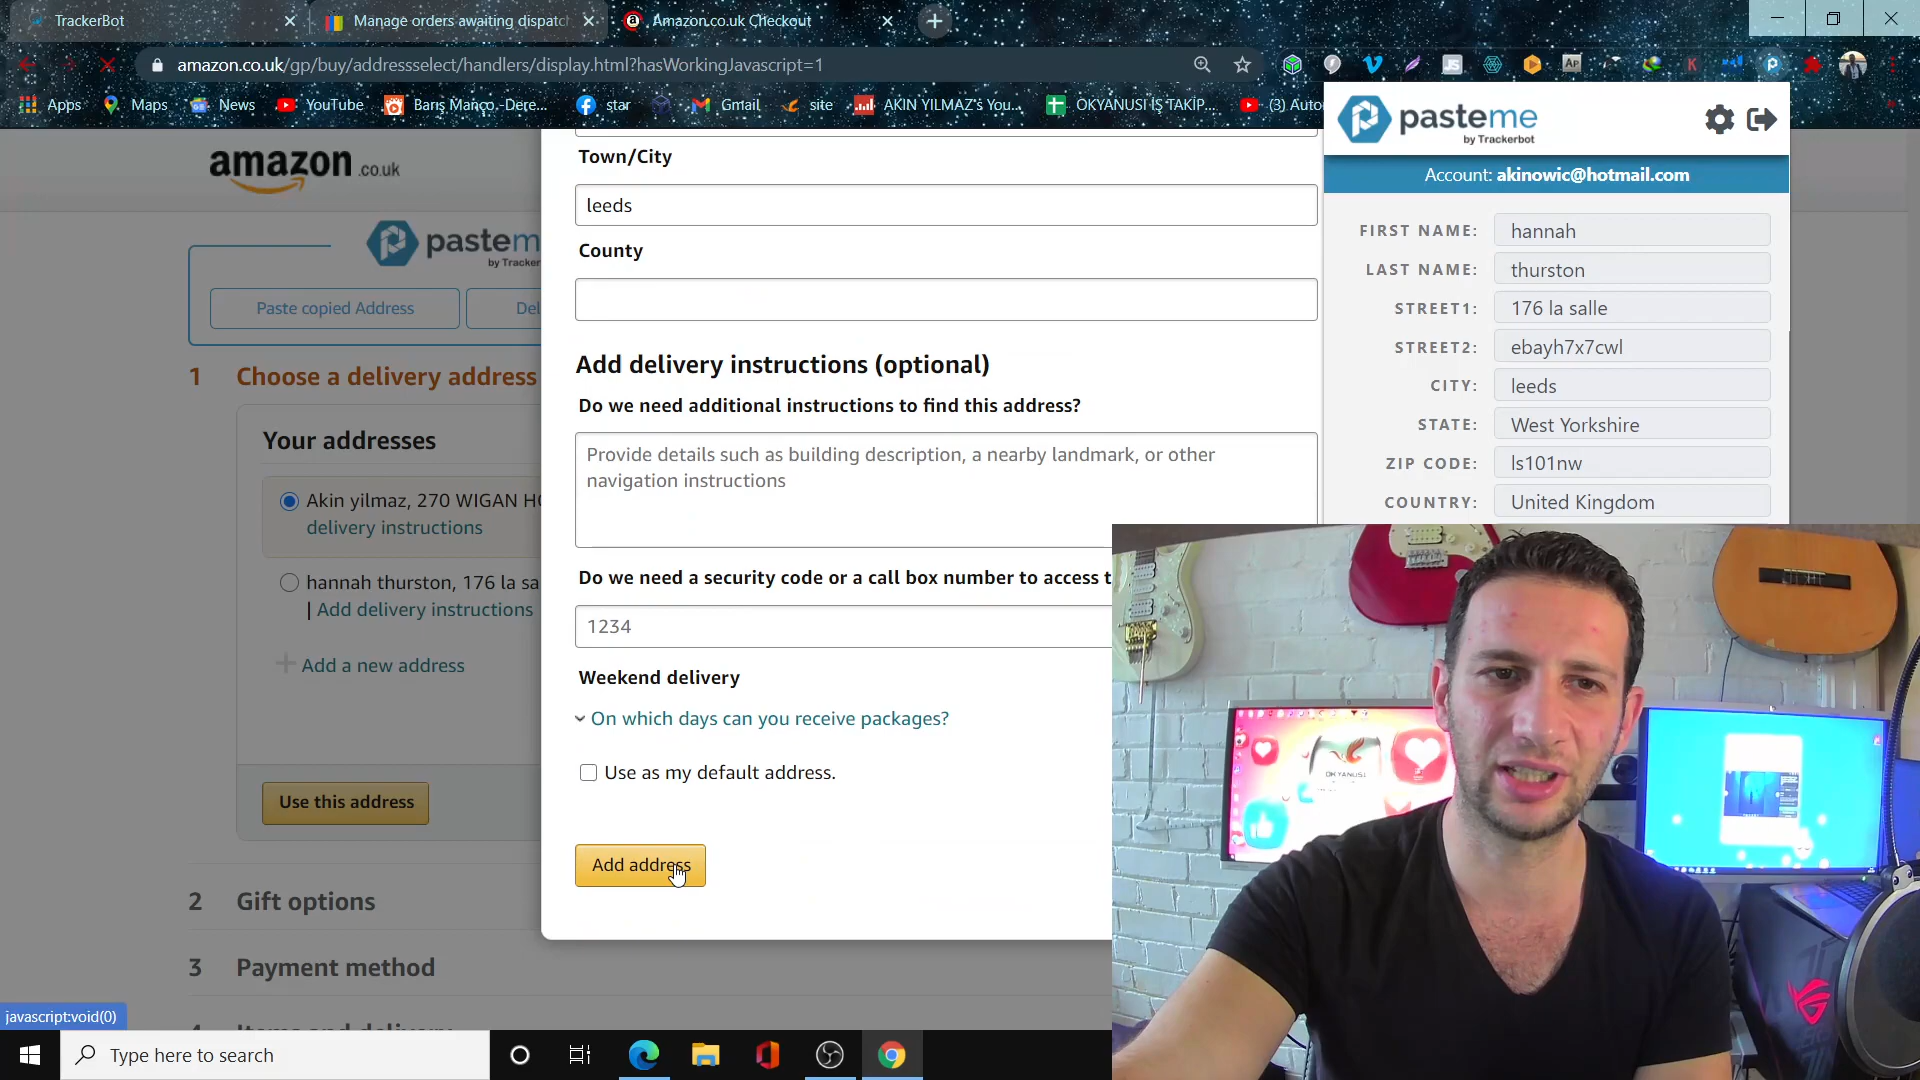 TrackerBot
Manage orders awaiting dispatch
Amazon.co.uk Checkout
amazon.co.uk/gp/buy/addressselect/handlers/display.html?hasWorkingJavascript=1
Apps
Maps
News
YouTube
Barış Manço -Dere...
star
Gmail
site
AKIN YILMAZ's You...
OKYANUSI İŞ TAKİP...
(3) Auto
amazon.co.uk
pasteme
by Tracker
Paste copied Address
Del
1 Choose a delivery address
Your addresses
Akin yilmaz, 270 WIGAN HO
delivery instructions
hannah thurston, 176 la sa
| Add delivery instructions
Add a new address
Use this address
2 Gift options
3 Payment method
Items and delivery
javascript:void(0)
Town/City
leeds
County
Add delivery instructions (optional)
Do we need additional instructions to find this address?
Provide details such as building description, a nearby landmark, or other
navigation instructions
Do we need a security code or a call box number to access t
1234
Weekend delivery
On which days can you receive packages?
Use as my default address.
Add address
pasteme
by Trackerbot
Account: akinowic@hotmail.com
FIRST NAME: hannah
LAST NAME: thurston
STREET1: 176 la salle
STREET2: ebayh7x7cwl
CITY: leeds
STATE: West Yorkshire
ZIP CODE: ls101nw
COUNTRY: United Kingdom
OKYANUSI
Type here to search